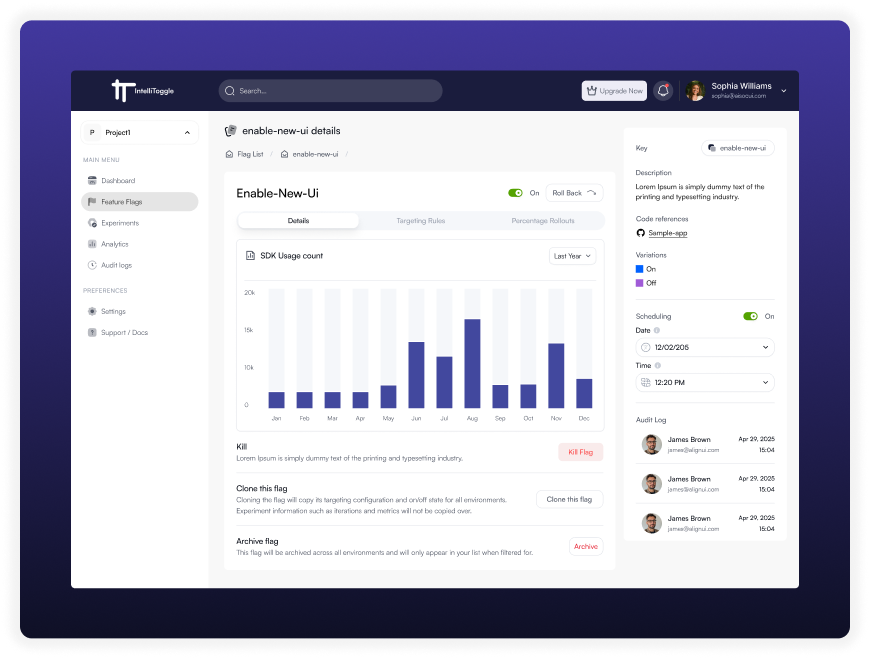 IntelliToggle
Search...
Upgrade Now
Sophia Williams
sophia@alignui.com
P Project1
MAIN MENU
Dashboard
Feature Flags
Experiments
Analytics
Audit logs
PREFERENCES
Settings
Support / Docs
enable-new-ui details
Flag List / enable-new-ui /
Enable-New-Ui
On
Roll Back
Details
Targeting Rules
Percentage Rollouts
SDK Usage count
Last Year
20k
15k
10k
0
Jan Feb Mar Apr May Jun Jul Aug Sep Oct Nov Dec
Kill
Lorem Ipsum is simply dummy text of the printing and typesetting industry.
Kill Flag
Clone this flag
Cloning the flag will copy its targeting configuration and on/off state for all environments.
Experiment information such as iterations and metrics will not be copied over.
Clone this flag
Archive flag
This flag will be archived across all environments and will only appear in your list when filtered for.
Archive
Key
enable-new-ui
Description
Lorem Ipsum is simply dummy text of the
printing and typesetting industry.
Code references
Sample-app
Variations
On
Off
Scheduling
On
Date
12/02/205
Time
12:20 PM
Audit Log
James Brown Apr 29, 2025
james@alignui.com 15:04
James Brown Apr 29, 2025
james@alignui.com 15:04
James Brown Apr 29, 2025
james@alignui.com 15:04